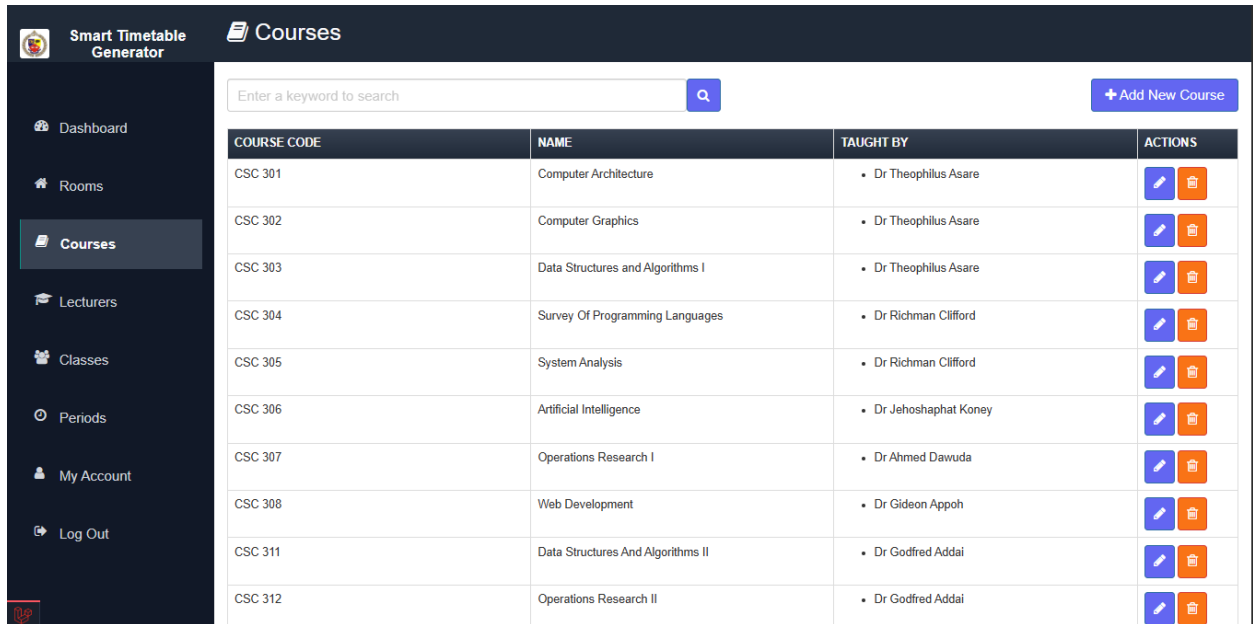 Smart Timetable
Generator
Courses
Dashboard
Rooms
Courses
Lecturers
Classes
Periods
My Account
Log Out
Enter a keyword to search
Add New Course
COURSE CODE NAME TAUGHT BY ACTIONS
CSC 301 Computer Architecture • Dr Theophilus Asare
CSC 302 Computer Graphics • Dr Theophilus Asare
CSC 303 Data Structures and Algorithms I • Dr Theophilus Asare
CSC 304 Survey Of Programming Languages • Dr Richman Clifford
CSC 305 System Analysis • Dr Richman Clifford
CSC 306 Artificial Intelligence • Dr Jehoshaphat Koney
CSC 307 Operations Research I • Dr Ahmed Dawuda
CSC 308 Web Development • Dr Gideon Appoh
CSC 311 Data Structures And Algorithms II • Dr Godfred Addai
CSC 312 Operations Research II • Dr Godfred Addai